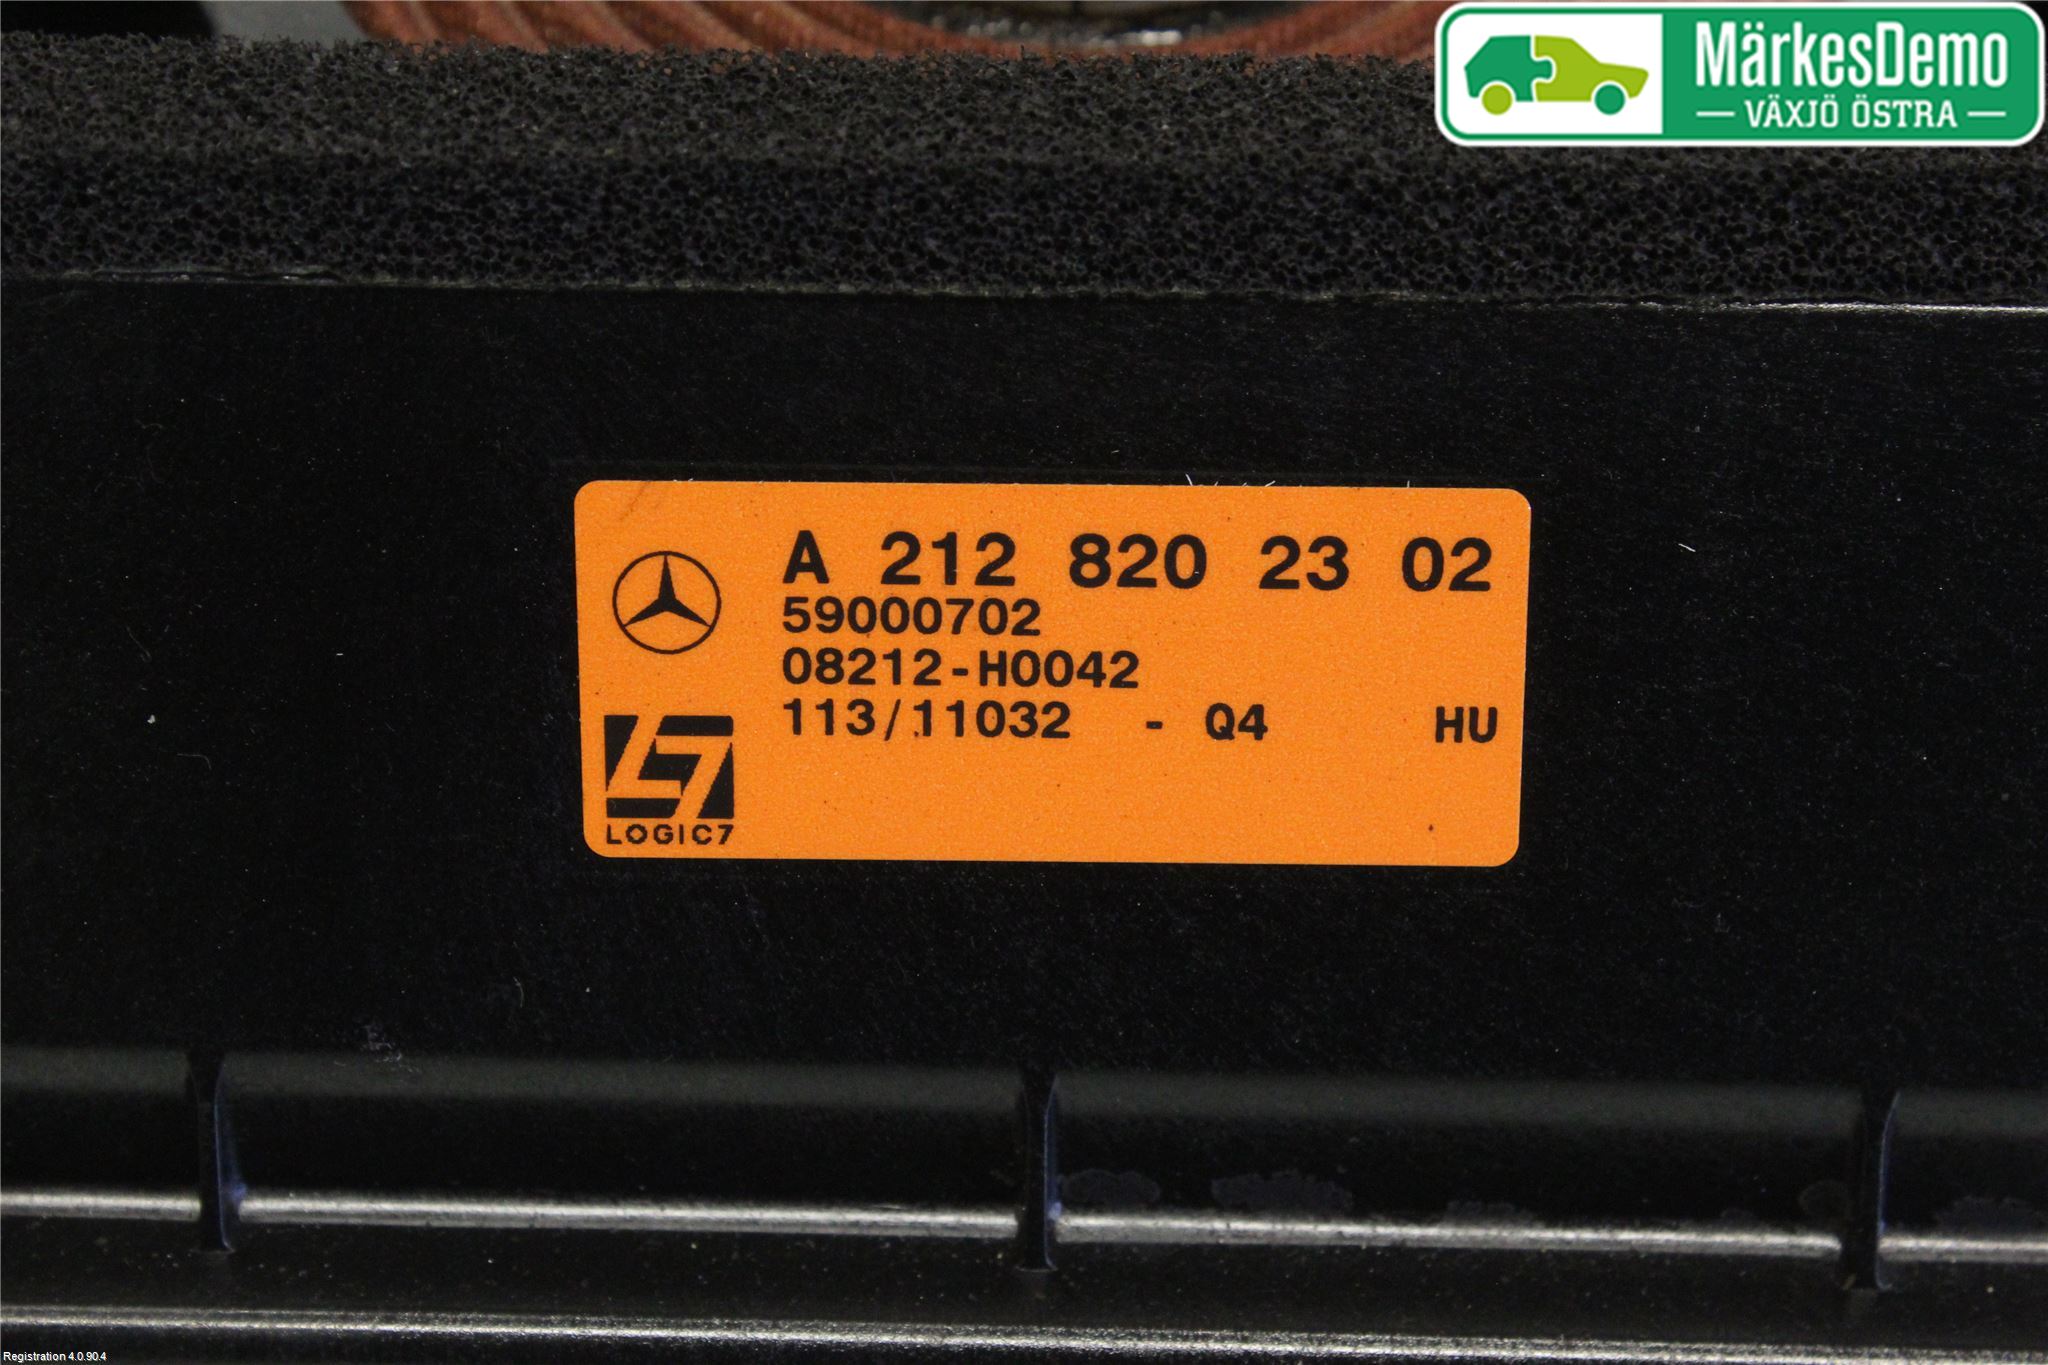 MärkesDemo
VÄXJÖ ÖSTRA
A 212 820 23 02
59000702
08212-H0042
113/11032 - Q4 HU
LOGIC7
Registration 4.0.90.4